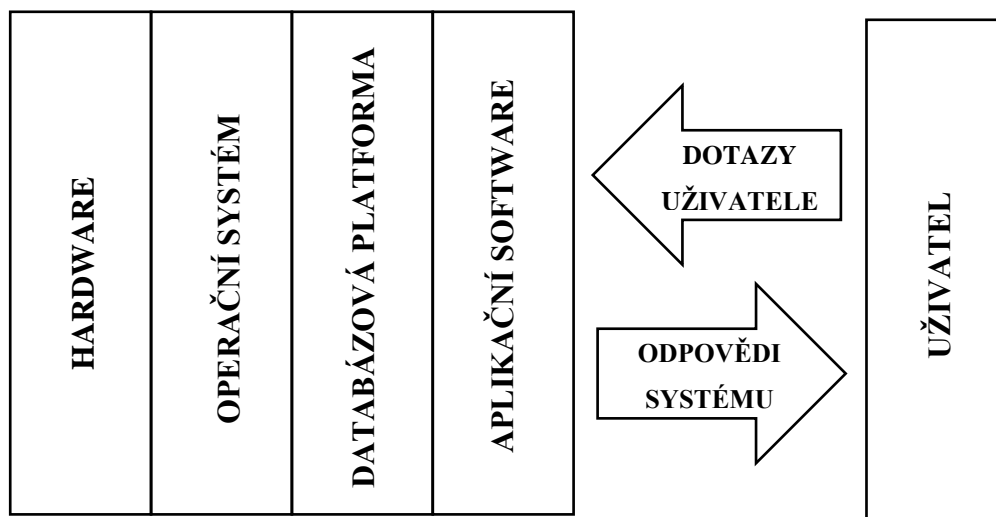 HARDWARE
OPERAČNÍ SYSTÉM
DATABÁZOVÁ PLATFORMA
APLIKAČNÍ SOFTWARE
DOTAZY
UŽIVATELE
ODPOVĚDI
SYSTÉMU
UŽIVATEL